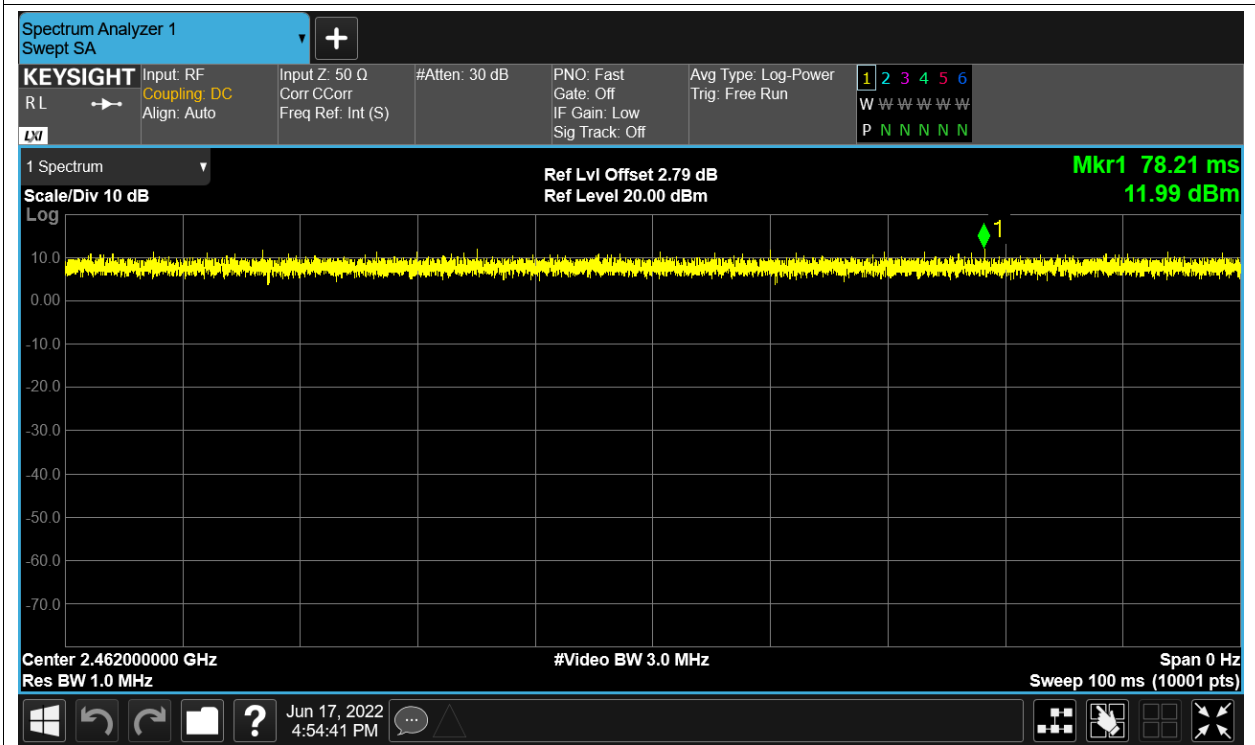 Spectrum Analyzer 1
Swept SA
KEYSIGHT Input: RF Input Z: 50 Ω #Atten: 30 dB PNO: Fast Avg Type: Log-Power 1 2 3 4 5 6
R L Coupling: DC Corr CCorr Gate: Off Trig: Free Run W W W W W W
Align: Auto Freq Ref: Int (S) IF Gain: Low
LXI Sig Track: Off P N N N N N
1 Spectrum Ref Lvl Offset 2.79 dB Mkr1 78.21 ms
Scale/Div 10 dB Ref Level 20.00 dBm 11.99 dBm
Log
1
10.0
0.00
-10.0
-20.0
-30.0
-40.0
-50.0
-60.0
-70.0
Center 2.462000000 GHz #Video BW 3.0 MHz Span 0 Hz
Res BW 1.0 MHz Sweep 100 ms (10001 pts)
? Jun 17, 2022
4:54:41 PM